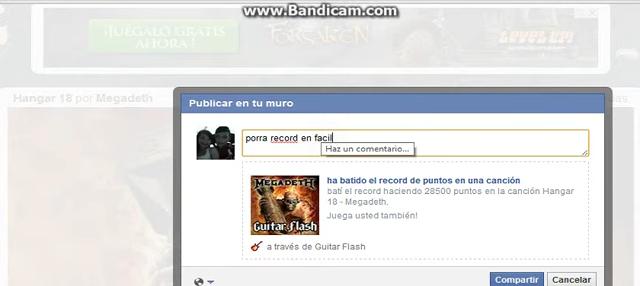 www.Bandicam.com
¡JUÉGALO GRATIS
AHORA!
FORSAKEN
LEVEL UP!
Hangar 18 por Megadeth
Publicar en tu muro
porra record en facil
Haz un comentario...
MEGADETH
Guitar Flash
ha batido el record de puntos en una canción
batí el record haciendo 28500 puntos en la canción Hangar
18 - Megadeth.
Juega usted también!
a través de Guitar Flash
Compartir
Cancelar